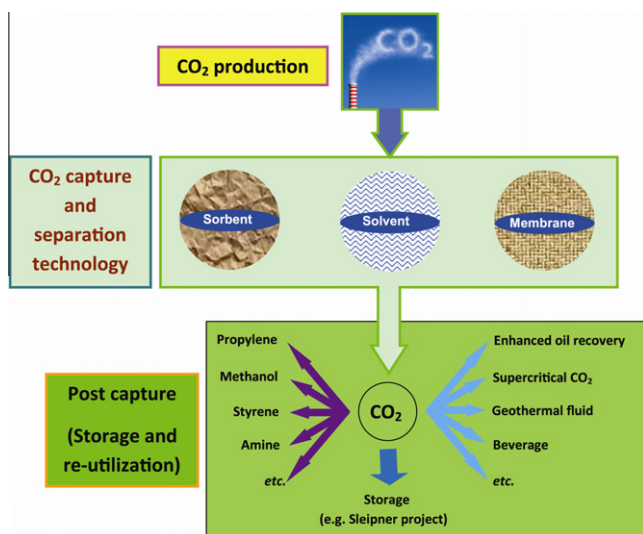 CO₂
CO₂ production
CO₂ capture
and
separation
technology
Sorbent
Solvent
Membrane
Post capture
(Storage and
re-utilization)
Propylene
Methanol
Styrene
Amine
etc.
CO₂
Enhanced oil recovery
Supercritical CO₂
Geothermal fluid
Beverage
etc.
Storage
(e.g. Sleipner project)